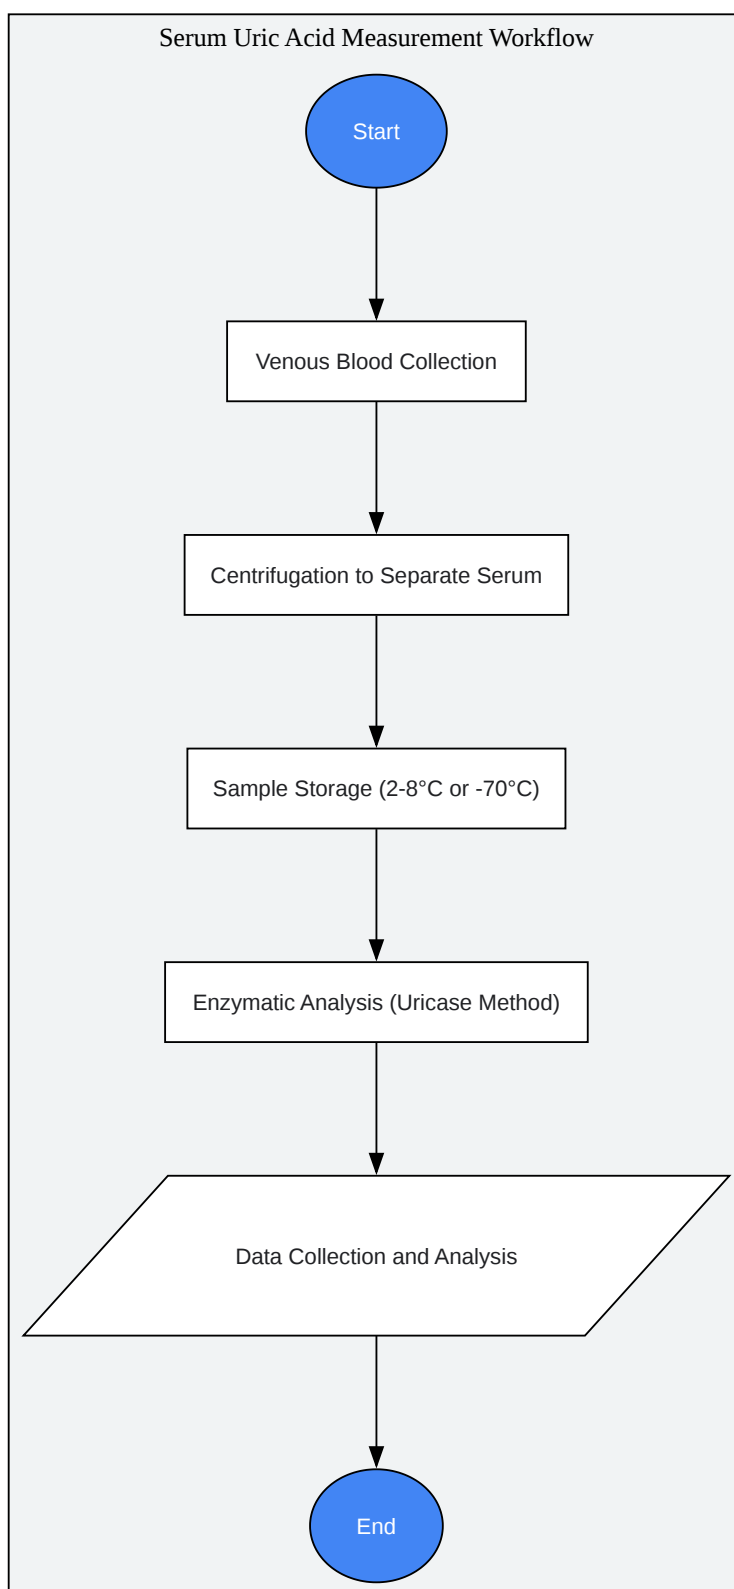 Serum Uric Acid Measurement Workflow
Start
Venous Blood Collection
Centrifugation to Separate Serum
Sample Storage (2-8°C or -70°C)
Enzymatic Analysis (Uricase Method)
Data Collection and Analysis
End